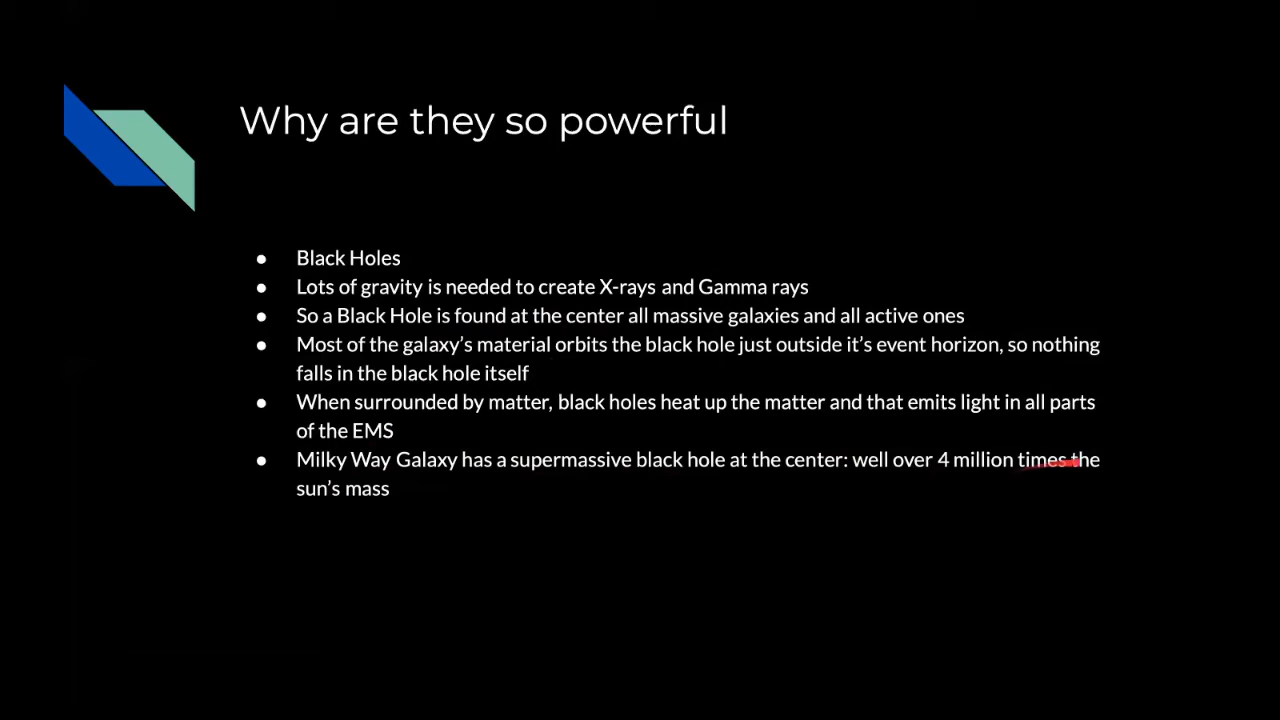 Why are they so powerful
● Black Holes
● Lots of gravity is needed to create X-rays and Gamma rays
● So a Black Hole is found at the center all massive galaxies and all active ones
● Most of the galaxy's material orbits the black hole just outside it's event horizon, so nothing
falls in the black hole itself
● When surrounded by matter, black holes heat up the matter and that emits light in all parts
of the EMS
● Milky Way Galaxy has a supermassive black hole at the center: well over 4 million times the
sun's mass